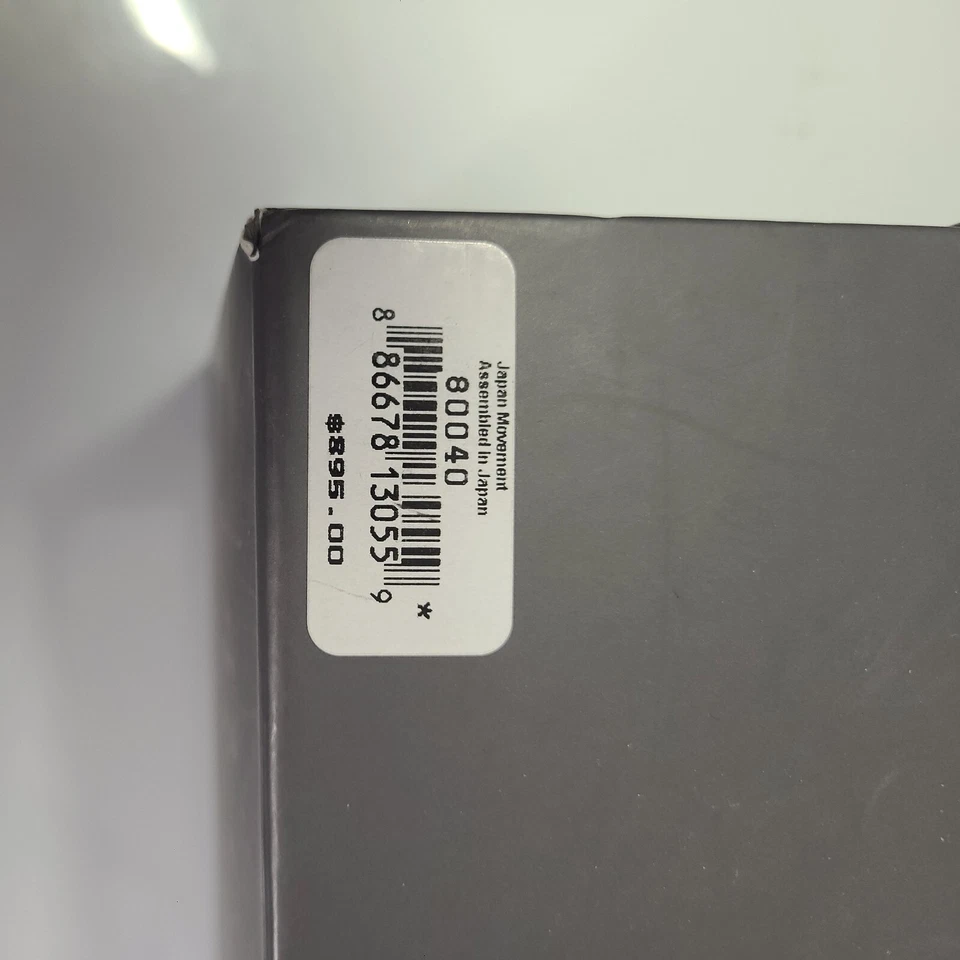 Japan Movement
Assembled In Japan
80040
*
8 86678 13055 9
$895.00